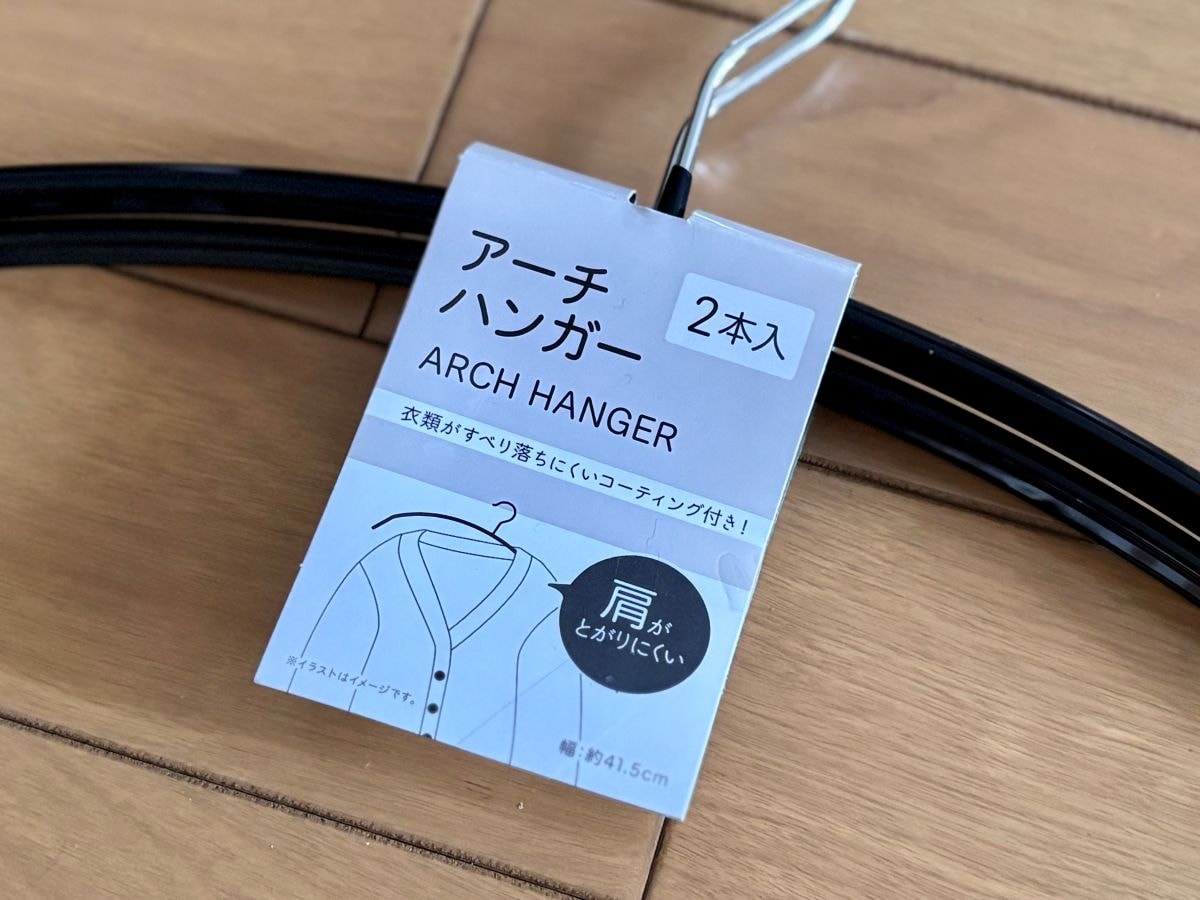 アーチ
ハンガー
2本入
ARCH HANGER
衣類がすべり落ちにくいコーティング付き!
肩が
とがりにくい
※イラストはイメージです。
幅:約41.5cm